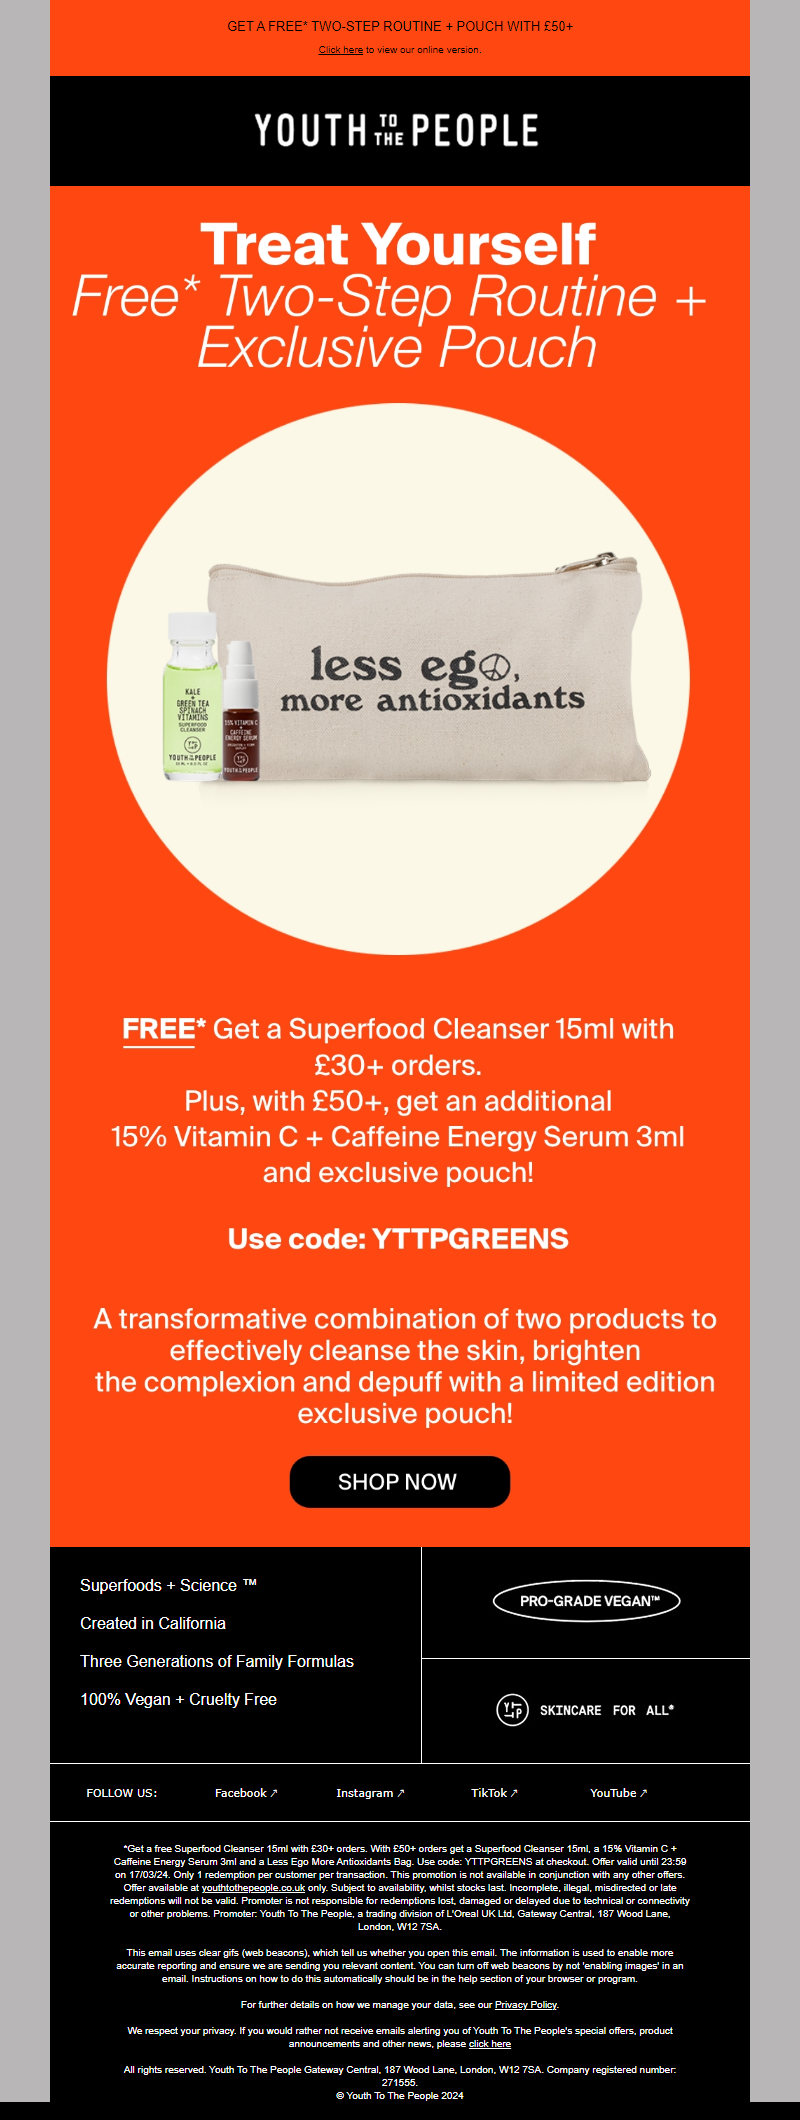 GET A FREE* TWO-STEP ROUTINE + POUCH WITH £50+
Click here to view our online version.
YOUTH TO THE PEOPLE
Treat Yourself
Free* Two-Step Routine +
Exclusive Pouch
less ego,
more antioxidants
KALE
+
GREEN TEA
SPINACH
VITAMINS
SUPERFOOD
CLEANSER
YTTP
YOUTH TO THE PEOPLE
15% VITAMIN C
+
CAFFEINE
ENERGY SERUM
YOUTH TO THE PEOPLE
FREE* Get a Superfood Cleanser 15ml with
£30+ orders.
Plus, with £50+, get an additional
15% Vitamin C + Caffeine Energy Serum 3ml
and exclusive pouch!
Use code: YTTPGREENS
A transformative combination of two products to
effectively cleanse the skin, brighten
the complexion and depuff with a limited edition
exclusive pouch!
SHOP NOW
Superfoods + Science ™
Created in California
Three Generations of Family Formulas
100% Vegan + Cruelty Free
PRO-GRADE VEGAN™
YTTP SKINCARE FOR ALL®
FOLLOW US: Facebook ↗ Instagram ↗ TikTok ↗ YouTube ↗
*Get a free Superfood Cleanser 15ml with £30+ orders. With £50+ orders get a Superfood Cleanser 15ml, a 15% Vitamin C +
Caffeine Energy Serum 3ml and a Less Ego More Antioxidants Bag. Use code: YTTPGREENS at checkout. Offer valid until 23:59
on 17/03/24. Only 1 redemption per customer per transaction. This promotion is not available in conjunction with any other offers.
Offer available at youthtothepeople.co.uk only. Subject to availability, whilst stocks last. Incomplete, illegal, misdirected or late
redemptions will not be valid. Promoter is not responsible for redemptions lost, damaged or delayed due to technical or connectivity
or other problems. Promoter: Youth To The People, a trading division of L'Oreal UK Ltd, Gateway Central, 187 Wood Lane,
London, W12 7SA.
This email uses clear gifs (web beacons), which tell us whether you open this email. The information is used to enable more
accurate reporting and ensure we are sending you relevant content. You can turn off web beacons by not 'enabling images' in an
email. Instructions on how to do this automatically should be in the help section of your browser or program.
For further details on how we manage your data, see our Privacy Policy.
We respect your privacy. If you would rather not receive emails alerting you of Youth To The People's special offers, product
announcements and other news, please click here
All rights reserved. Youth To The People Gateway Central, 187 Wood Lane, London, W12 7SA. Company registered number:
271555.
© Youth To The People 2024